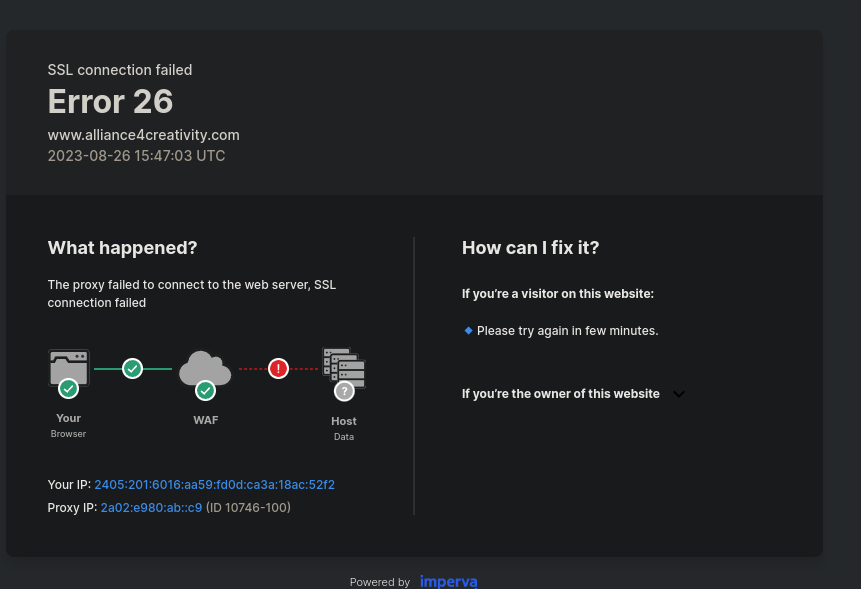 SSL connection failed
Error 26
www.alliance4creativity.com
2023-08-26 15:47:03 UTC
What happened?
The proxy failed to connect to the web server, SSL
connection failed
!
?
Your
Browser
WAF
Host
Data
Your IP: 2405:201:6016:aa59:fd0d:ca3a:18ac:52f2
Proxy IP: 2a02:e980:ab::c9 (ID 10746-100)
How can I fix it?
If you're a visitor on this website:
Please try again in few minutes.
If you're the owner of this website
Powered by imperva